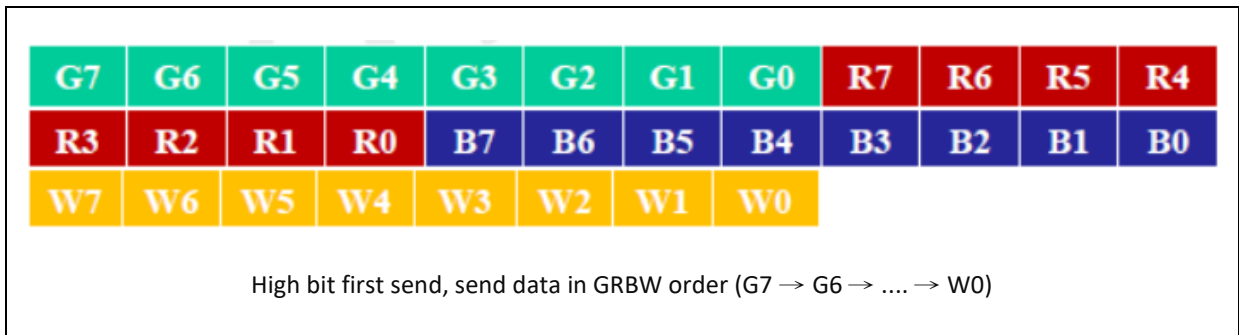 G7 G6 G5 G4 G3 G2 G1 G0 R7 R6 R5 R4
R3 R2 R1 R0 B7 B6 B5 B4 B3 B2 B1 B0
W7 W6 W5 W4 W3 W2 W1 W0
High bit first send, send data in GRBW order (G7 → G6 → .... → W0)